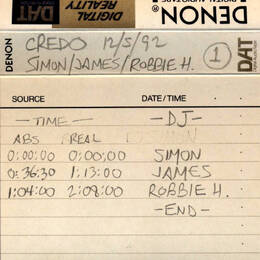 DIGITAL REALITY
DENON
DIGITAL AUDIOTAPE
DAT
DENON
CREDO 12/5/92
SIMON/JAMES/ROBBIE H.
1
DAT
SOURCE DATE/TIME
—TIME— —DJ—
ABS REAL
0:00:00 0:00:00 SIMON
0:36:30 1:13:00 JAMES
1:04:00 2:08:00 ROBBIE H.
—END—